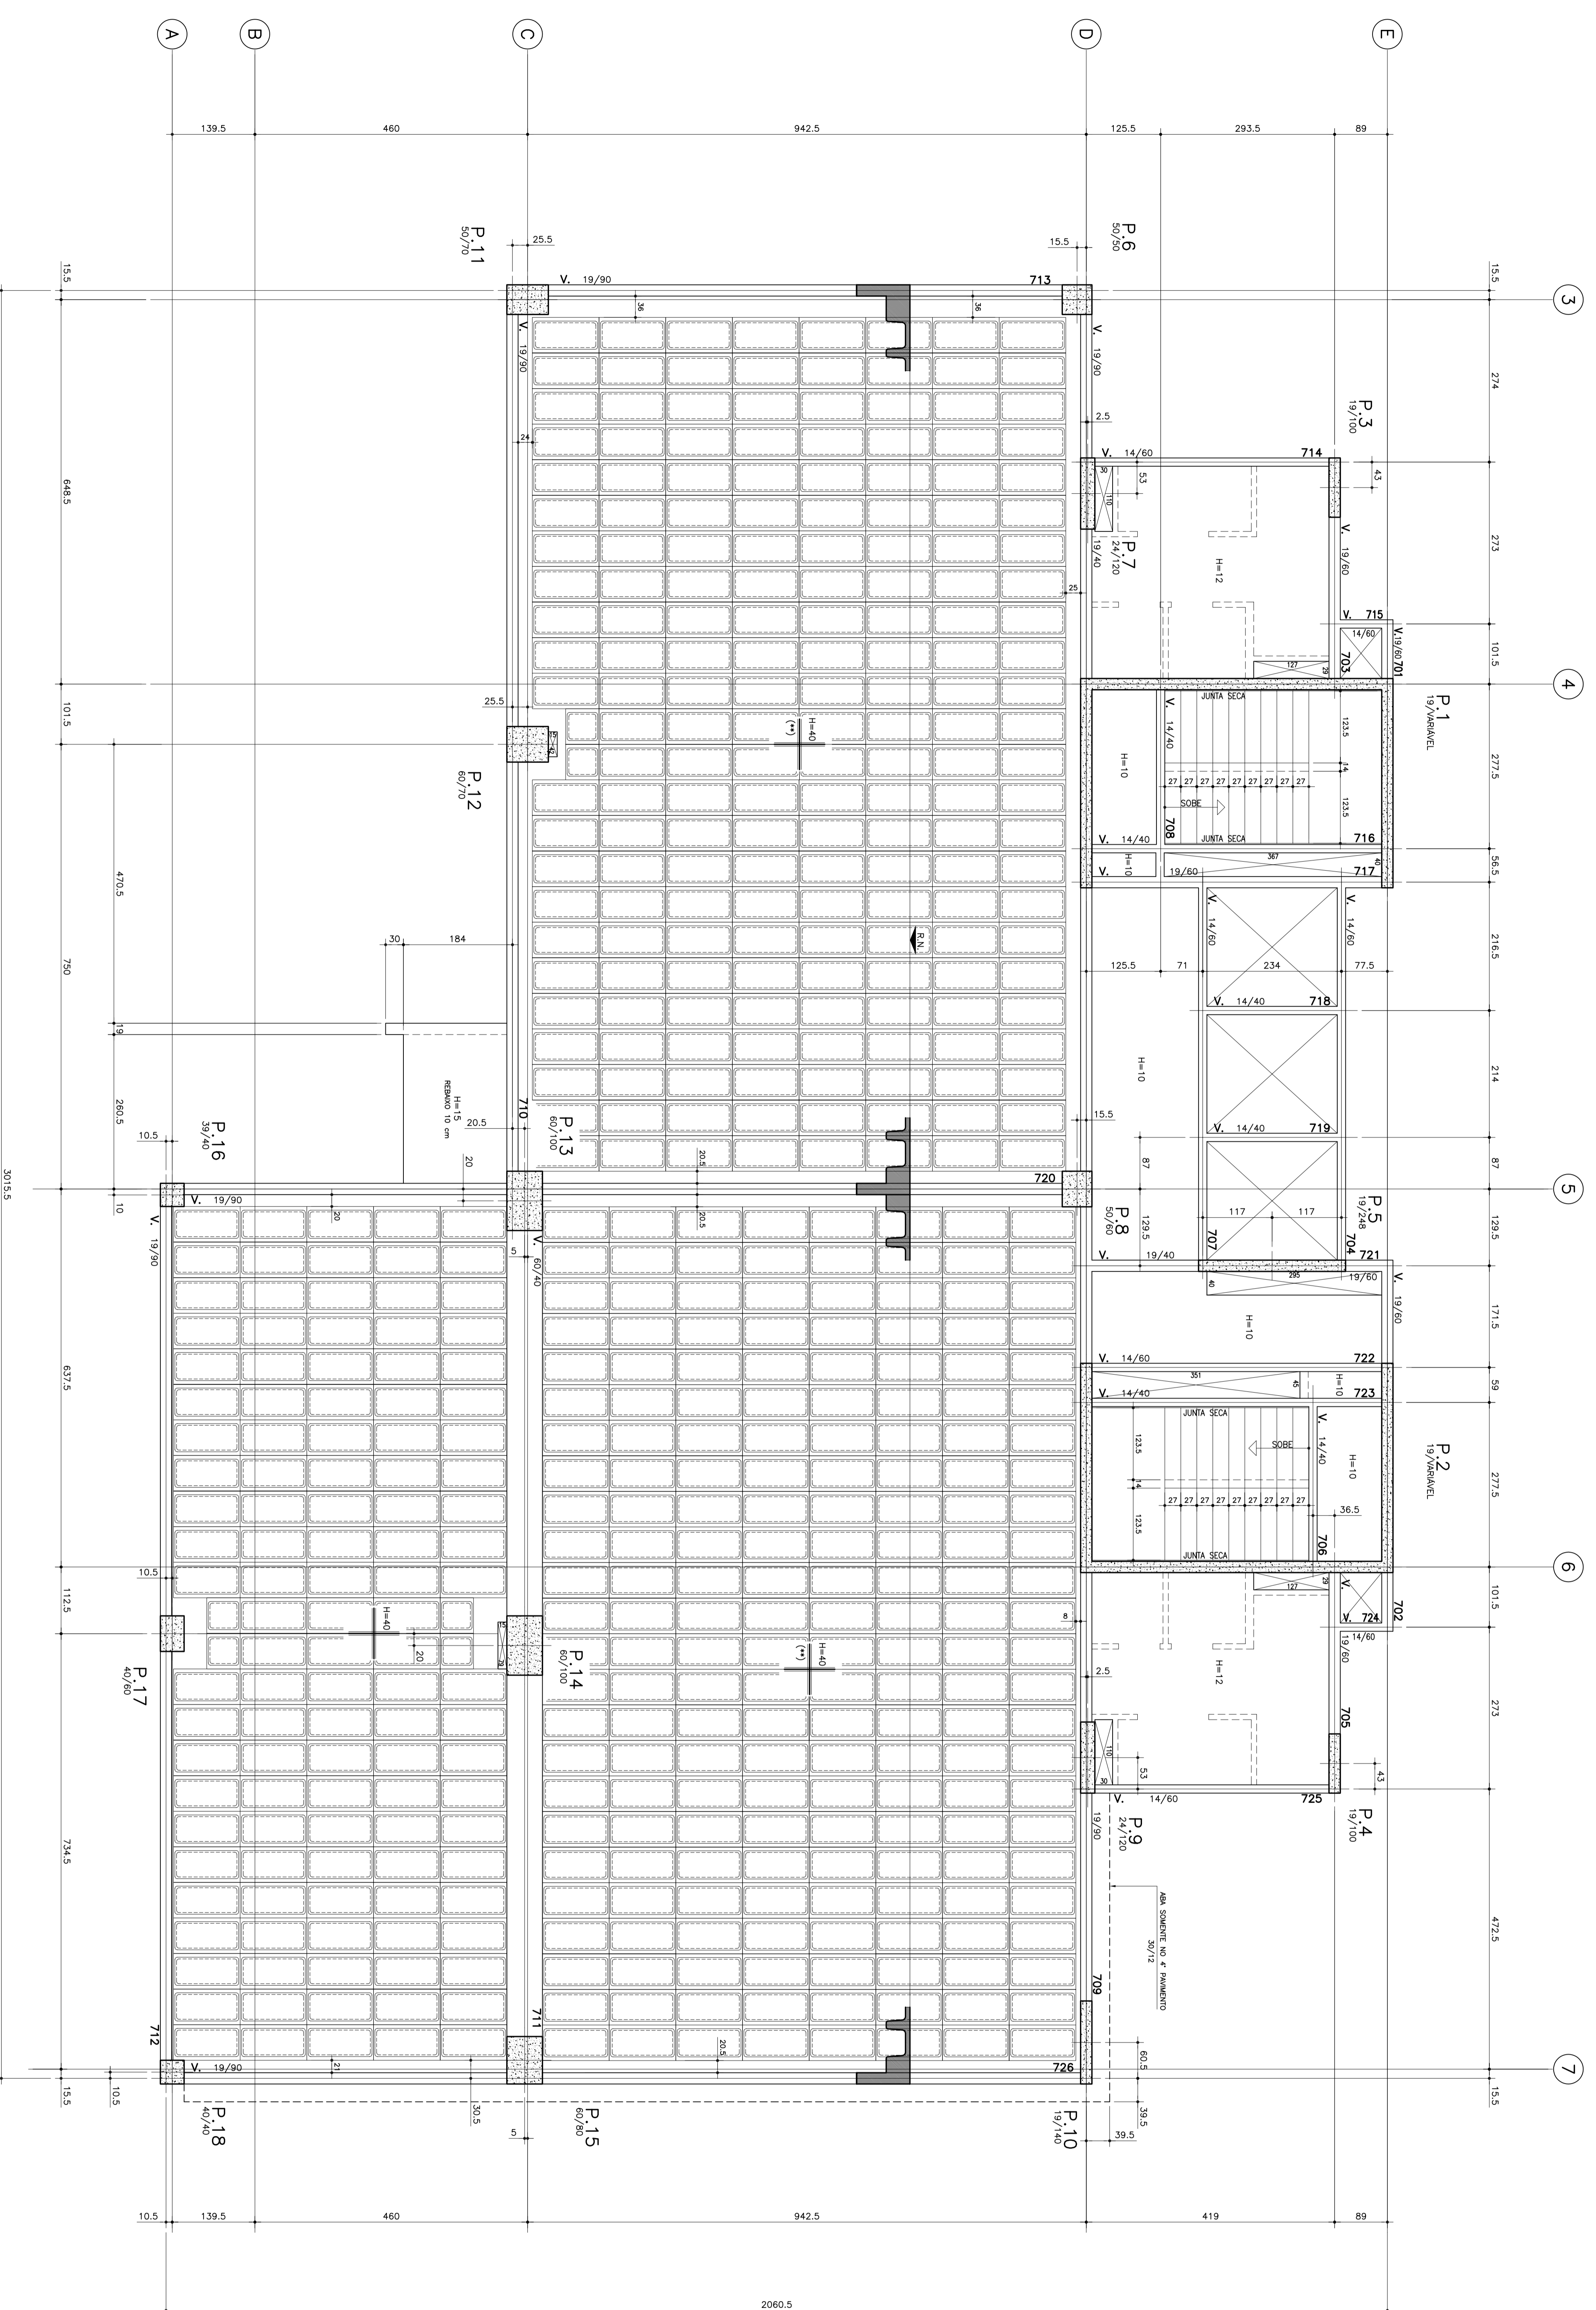 A
B
C
D
E
139.5
460
942.5
125.5
293.5
89
3
4
5
6
7
15.5
274
273
101.5
277.5
56.5
216.5
214
87
129.5
171.5
59
277.5
101.5
273
472.5
15.5
P.1
19/VARIÁVEL
P.2
19/VARIÁVEL
P.3
19/100
43
P.4
19/100
43
P.5
19/248
P.6
50/50
15.5
P.7
24/120
P.8
50/60
P.9
24/120
P.10
19/140
P.11
50/70
25.5
P.12
60/70
P.13
60/100
P.14
60/100
P.15
60/80
P.16
39/40
P.17
40/60
P.18
40/40
V. 19/60 701
702
19/60
703
V. 19/60
V. 14/60
704
705
V. 14/40
706
V. 14/60
707
V. 14/40
708
V. 19/90
19/40
19/90
709
V. 19/90
710
V. 60/40
711
V. 19/90
712
V. 19/90
713
V. 14/60
714
V. 715
14/60
V. 14/40
716
V. 19/60
717
V. 14/40
718
V. 14/40
719
V. 19/90
720
V. 19/40
721
19/60
V. 19/60
V. 14/60
722
V. 14/40
723
V. 724
14/60
V. 14/60
725
V. 19/90
726
36
36
24
25
2.5
53
30
110
H=12
127
29
JUNTA SECA
JUNTA SECA
123.5
14
123.5
27 27 27 27 27 27 27 27 27
SOBE
H=10
H=10
367
40
125.5
71
234
77.5
H=10
15.5
87
129.5
117
117
295
40
H=10
351
45
H=10
H=10
JUNTA SECA
JUNTA SECA
SOBE
123.5
14
123.5
27 27 27 27 27 27 27 27 27
36.5
127
29
H=12
8
2.5
110
30
53
ABA SOMENTE NO 4° PAVIMENTO
30/12
60.5
39.5
39.5
H=40
(**)
R.N.
25.5
15
42
30
184
19
470.5
260.5
H=15
REBAIXO 10 cm
20.5
20
10.5
10
20
20.5
20.5
5
H=40
(**)
H=40
20
15
10.5
20.5
21
30.5
5
10.5
15.5
648.5
101.5
750
637.5
112.5
734.5
15.5
3015.5
10.5
139.5
460
942.5
419
89
2060.5